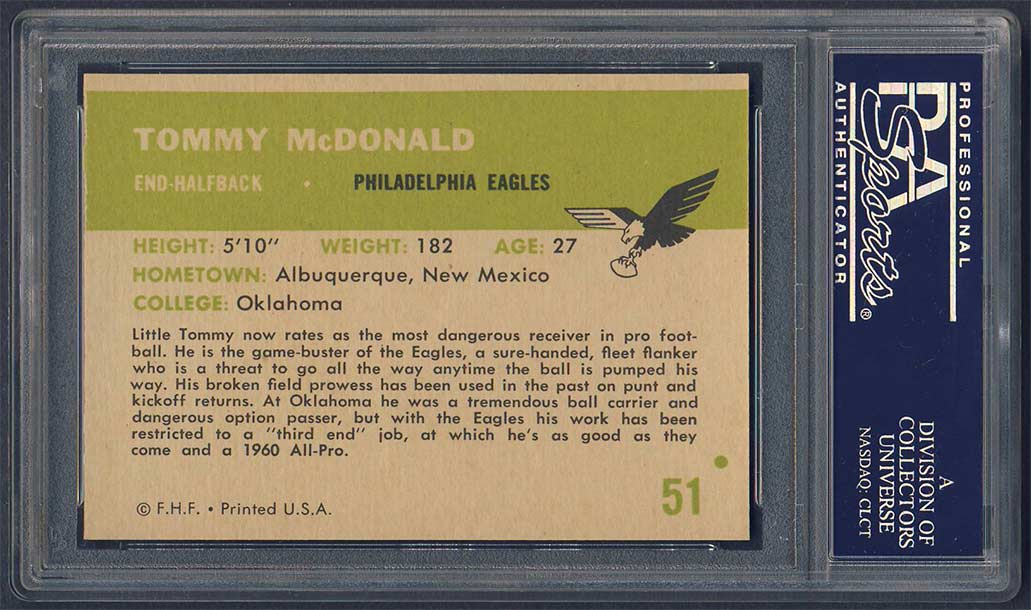 TOMMY McDONALD
END-HALFBACK • PHILADELPHIA EAGLES
HEIGHT: 5'10" WEIGHT: 182 AGE: 27
HOMETOWN: Albuquerque, New Mexico
COLLEGE: Oklahoma
Little Tommy now rates as the most dangerous receiver in pro foot-
ball. He is the game-buster of the Eagles, a sure-handed, fleet flanker
who is a threat to go all the way anytime the ball is pumped his
way. His broken field prowess has been used in the past on punt and
kickoff returns. At Oklahoma he was a tremendous ball carrier and
dangerous option passer, but with the Eagles his work has been
restricted to a "third end" job, at which he's as good as they
come and a 1960 All-Pro.
51
© F.H.F. • Printed U.S.A.
PROFESSIONAL
PSA
Sports®
AUTHENTICATOR
A
DIVISION OF
COLLECTORS
UNIVERSE
NASDAQ: CLCT